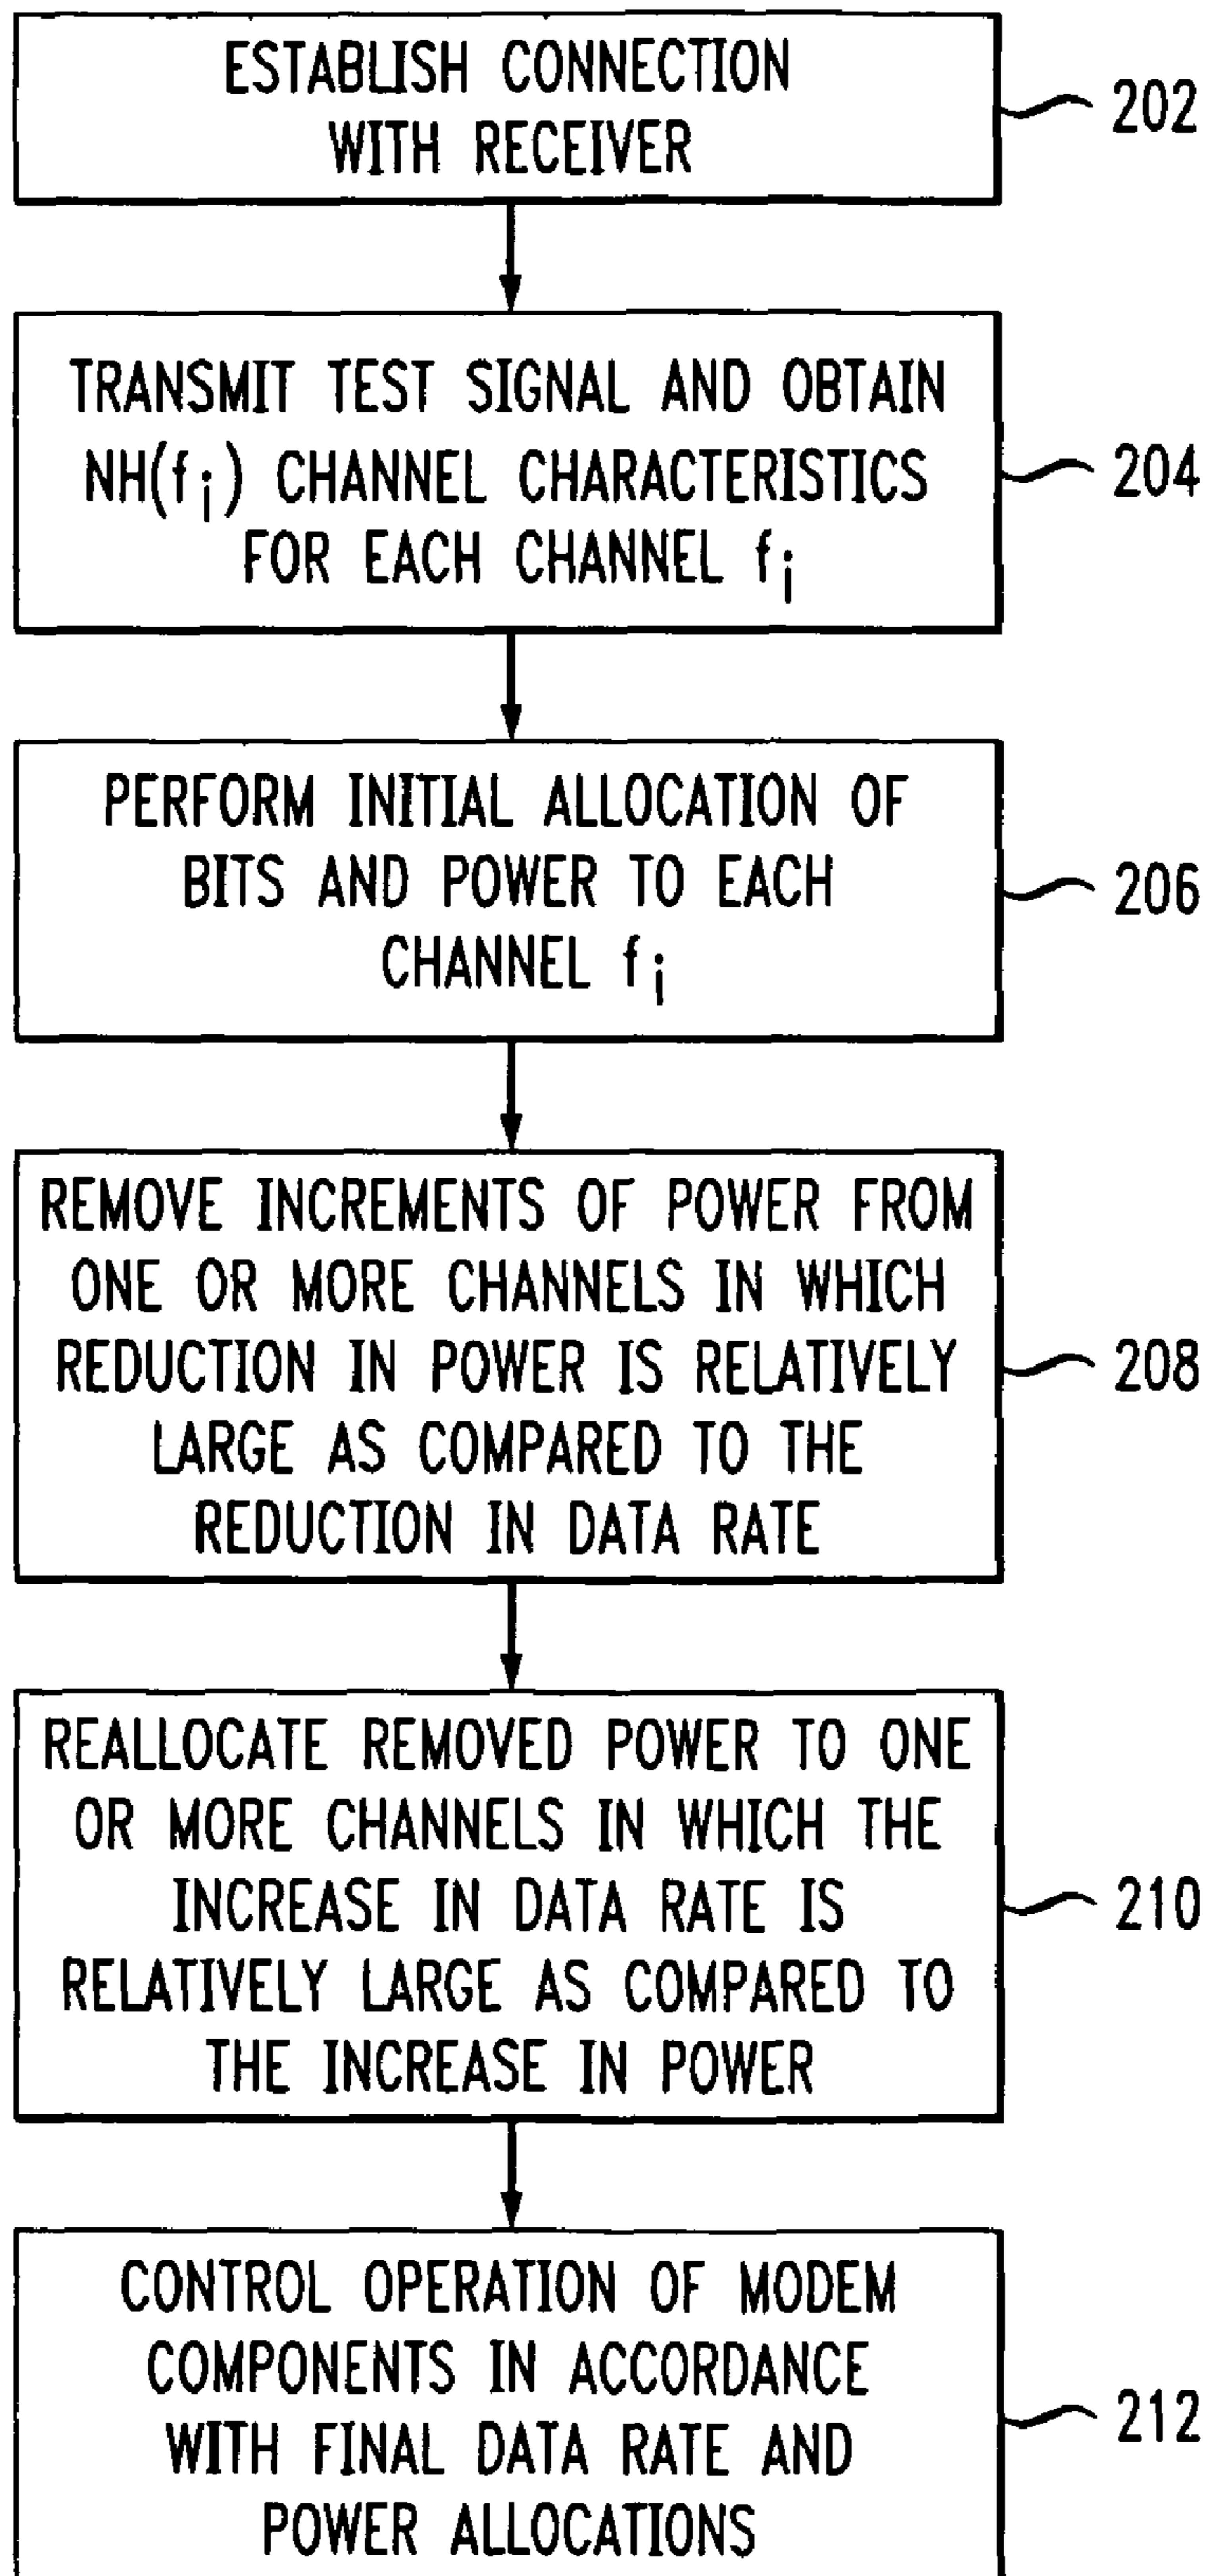 ESTABLISH CONNECTION
WITH RECEIVER
202
TRANSMIT TEST SIGNAL AND OBTAIN
NH(fi) CHANNEL CHARACTERISTICS
FOR EACH CHANNEL fi
204
PERFORM INITIAL ALLOCATION OF
BITS AND POWER TO EACH
CHANNEL fi
206
REMOVE INCREMENTS OF POWER FROM
ONE OR MORE CHANNELS IN WHICH
REDUCTION IN POWER IS RELATIVELY
LARGE AS COMPARED TO THE
REDUCTION IN DATA RATE
208
REALLOCATE REMOVED POWER TO ONE
OR MORE CHANNELS IN WHICH THE
INCREASE IN DATA RATE IS
RELATIVELY LARGE AS COMPARED TO
THE INCREASE IN POWER
210
CONTROL OPERATION OF MODEM
COMPONENTS IN ACCORDANCE
WITH FINAL DATA RATE AND
POWER ALLOCATIONS
212